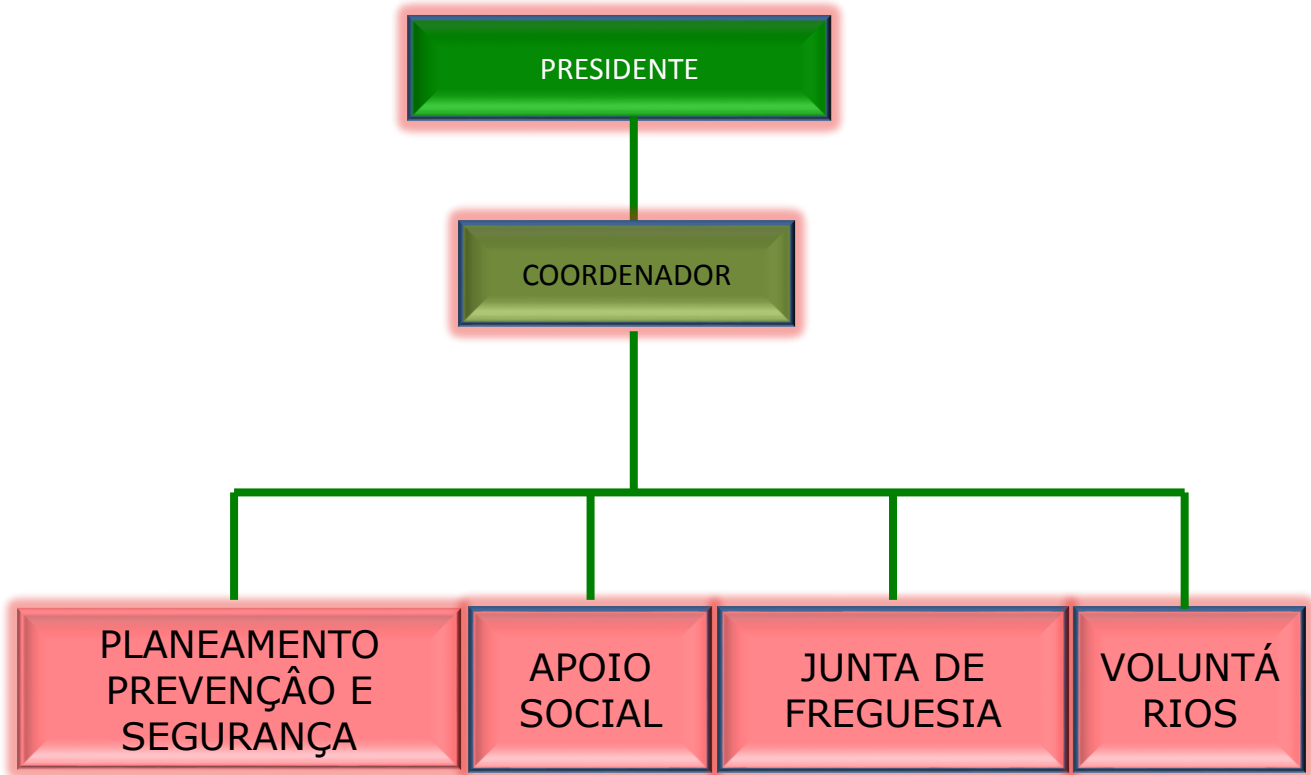 PRESIDENTE
COORDENADOR
PLANEAMENTO
PREVENÇÂO E
SEGURANÇA
APOIO
SOCIAL
JUNTA DE
FREGUESIA
VOLUNTÁ
RIOS